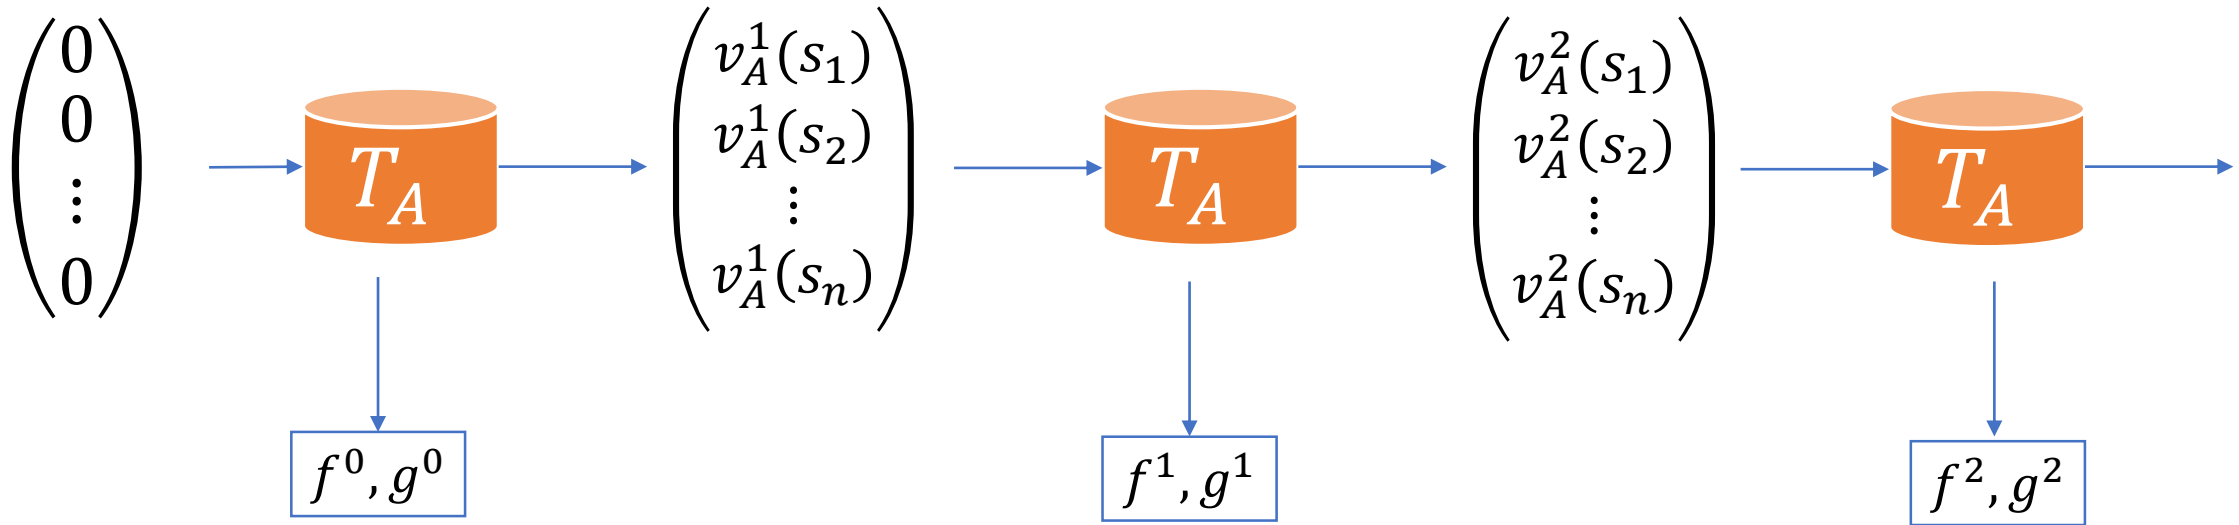 0
0
⋮
0
T_A
f^0, g^0
v_A^1(s_1)
v_A^1(s_2)
⋮
v_A^1(s_n)
T_A
f^1, g^1
v_A^2(s_1)
v_A^2(s_2)
⋮
v_A^2(s_n)
T_A
f^2, g^2